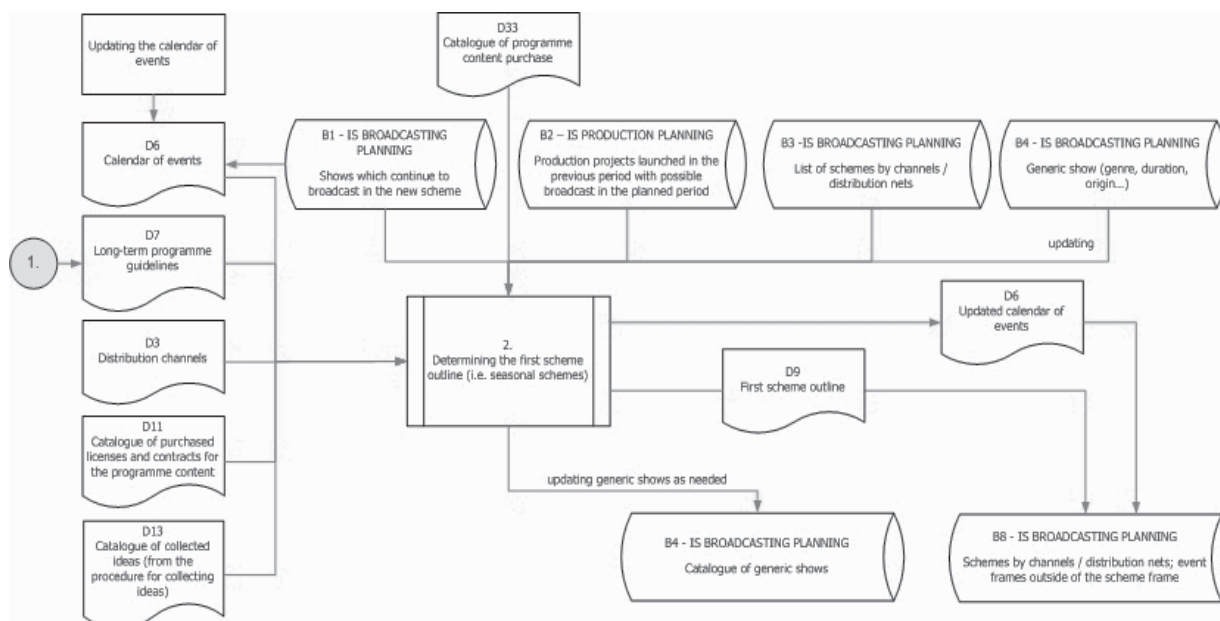 Updating the calendar of
events
D33
Catalogue of programme
content purchase
D6
Calendar of events
B1 - IS BROADCASTING
PLANNING
Shows which continue to
broadcast in the new scheme
B2 – IS PRODUCTION PLANNING
Production projects launched in the
previous period with possible
broadcast in the planned period
B3 -IS BROADCASTING PLANNING
List of schemes by channels /
distribution nets
B4 - IS BROADCASTING PLANNING
Generic show (genre, duration,
origin...)
1.
D7
Long-term programme
guidelines
updating
D3
Distribution channels
2.
Determining the first scheme
outline (i.e. seasonal schemes)
D6
Updated calendar of
events
D9
First scheme outline
D11
Catalogue of purchased
licenses and contracts for
the programme content
updating generic shows as needed
D13
Catalogue of collected
ideas (from the
procedure for collecting
ideas)
B4 - IS BROADCASTING PLANNING
Catalogue of generic shows
B8 - IS BROADCASTING PLANNING
Schemes by channels / distribution nets; event
frames outside of the scheme frame